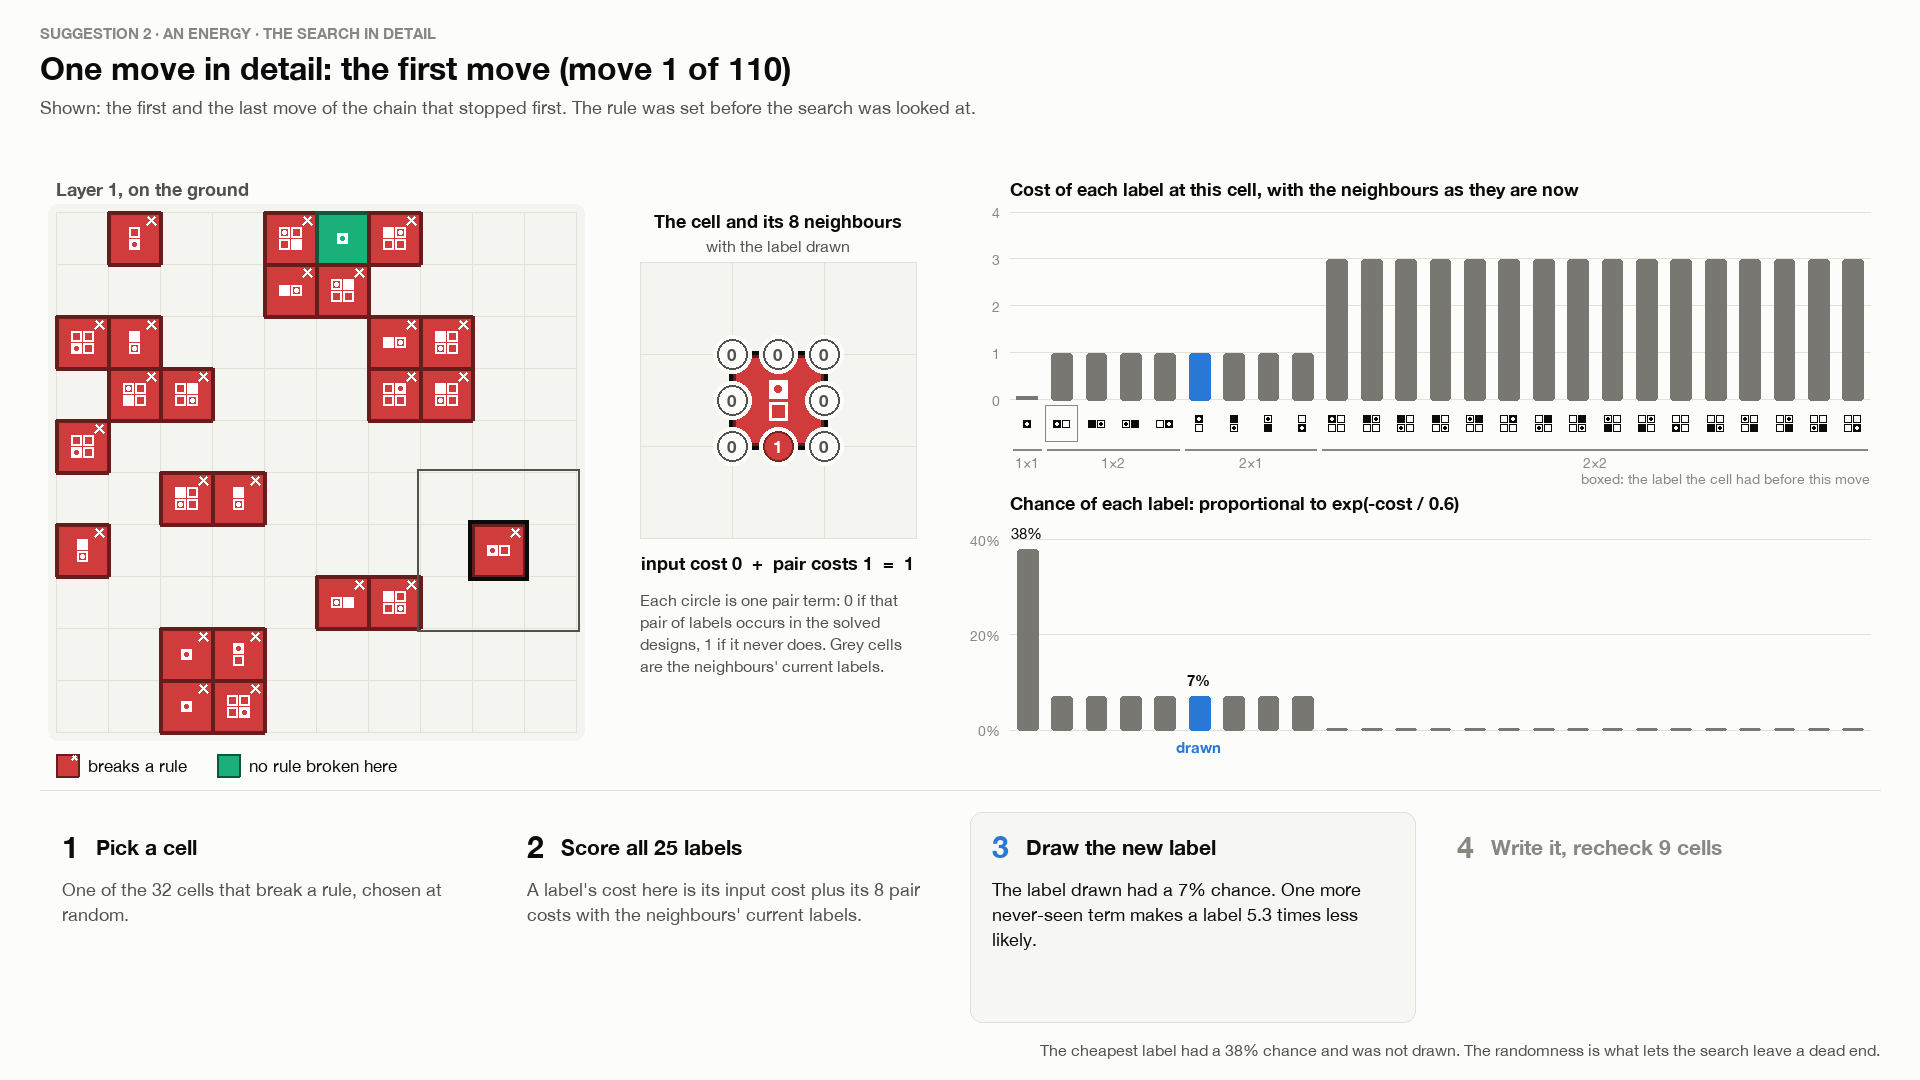 SUGGESTION 2 · AN ENERGY · THE SEARCH IN DETAIL
One move in detail: the first move (move 1 of 110)
Shown: the first and the last move of the chain that stopped first. The rule was set before the search was looked at.
Layer 1, on the ground
breaks a rule
no rule broken here
The cell and its 8 neighbours
with the label drawn
0 0 0
0 0
0 1 0
input cost 0 + pair costs 1 = 1
Each circle is one pair term: 0 if that
pair of labels occurs in the solved
designs, 1 if it never does. Grey cells
are the neighbours' current labels.
Cost of each label at this cell, with the neighbours as they are now
4
3
2
1
0
1×1 1×2 2×1 2×2
boxed: the label the cell had before this move
Chance of each label: proportional to exp(-cost / 0.6)
40%
20%
0%
38%
7%
drawn
1 Pick a cell
One of the 32 cells that break a rule, chosen at
random.
2 Score all 25 labels
A label's cost here is its input cost plus its 8 pair
costs with the neighbours' current labels.
3 Draw the new label
The label drawn had a 7% chance. One more
never-seen term makes a label 5.3 times less
likely.
4 Write it, recheck 9 cells
The cheapest label had a 38% chance and was not drawn. The randomness is what lets the search leave a dead end.